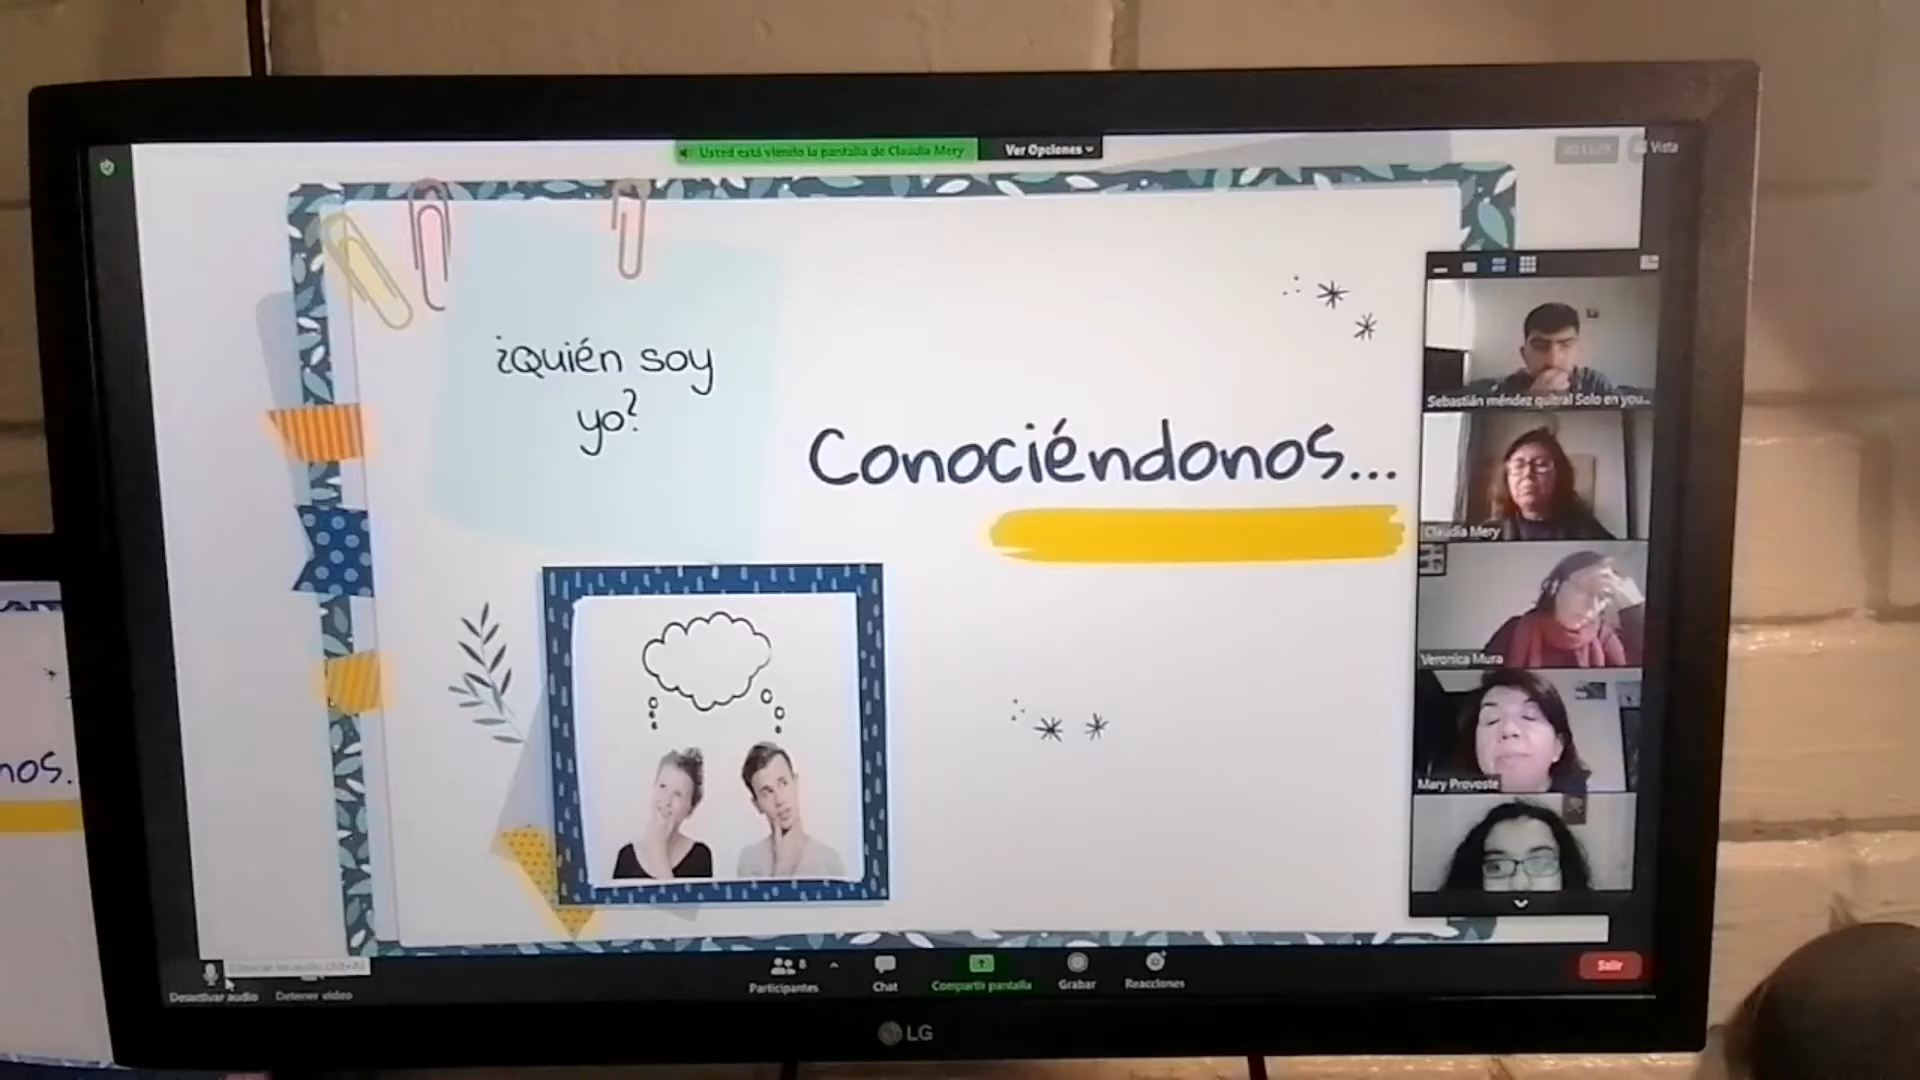 Usted está viendo la pantalla de Claudia Mery
Ver Opciones
Vista
¿Quién soy
yo?
Conociéndonos...
Sebastián méndez quitral Solo en you...
Claudia Mery
Veronica Mura
Mary Provoste
nos.
Desactivar audio
Detener video
8
Participantes
Chat
Compartir pantalla
Grabar
Reacciones
Salir
LG